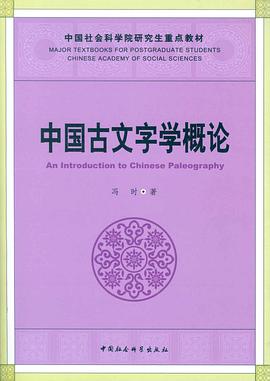 中国社会科学院研究生重点教材
MAJOR TEXTBOOKS FOR POSTGRADUATE STUDENTS
CHINESE ACADEMY OF SOCIAL SCIENCES
中国古文字学概论
An Introduction to Chinese Paleography
冯 时 著
中国社会科学出版社